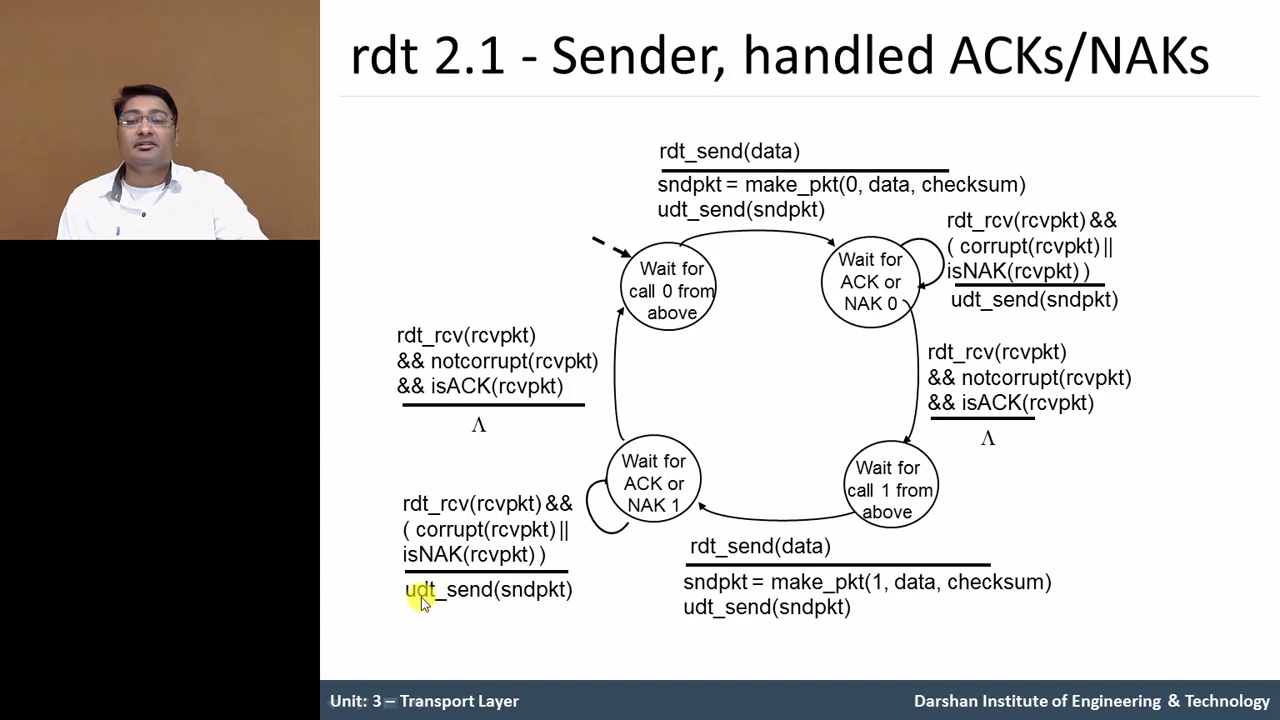 rdt 2.1 - Sender, handled ACKs/NAKs
rdt_send(data)
sndpkt = make_pkt(0, data, checksum)
udt_send(sndpkt)
rdt_rcv(rcvpkt) &&
( corrupt(rcvpkt) ||
isNAK(rcvpkt) )
udt_send(sndpkt)
Wait for
call 0 from
above
Wait for
ACK or
NAK 0
rdt_rcv(rcvpkt)
&& notcorrupt(rcvpkt)
&& isACK(rcvpkt)
Λ
rdt_rcv(rcvpkt)
&& notcorrupt(rcvpkt)
&& isACK(rcvpkt)
Λ
Wait for
ACK or
NAK 1
Wait for
call 1 from
above
rdt_rcv(rcvpkt) &&
( corrupt(rcvpkt) ||
isNAK(rcvpkt) )
udt_send(sndpkt)
rdt_send(data)
sndpkt = make_pkt(1, data, checksum)
udt_send(sndpkt)
Unit: 3 – Transport Layer
Darshan Institute of Engineering & Technology